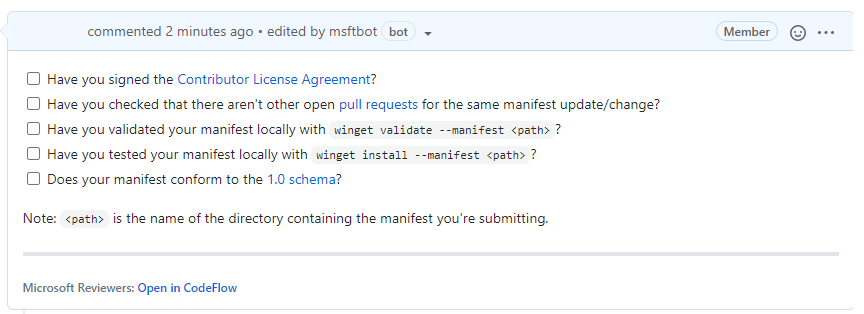 commented 2 minutes ago • edited by msftbot bot
Member
Have you signed the Contributor License Agreement?
Have you checked that there aren't other open pull requests for the same manifest update/change?
Have you validated your manifest locally with winget validate --manifest <path> ?
Have you tested your manifest locally with winget install --manifest <path> ?
Does your manifest conform to the 1.0 schema?
Note: <path> is the name of the directory containing the manifest you're submitting.
Microsoft Reviewers: Open in CodeFlow